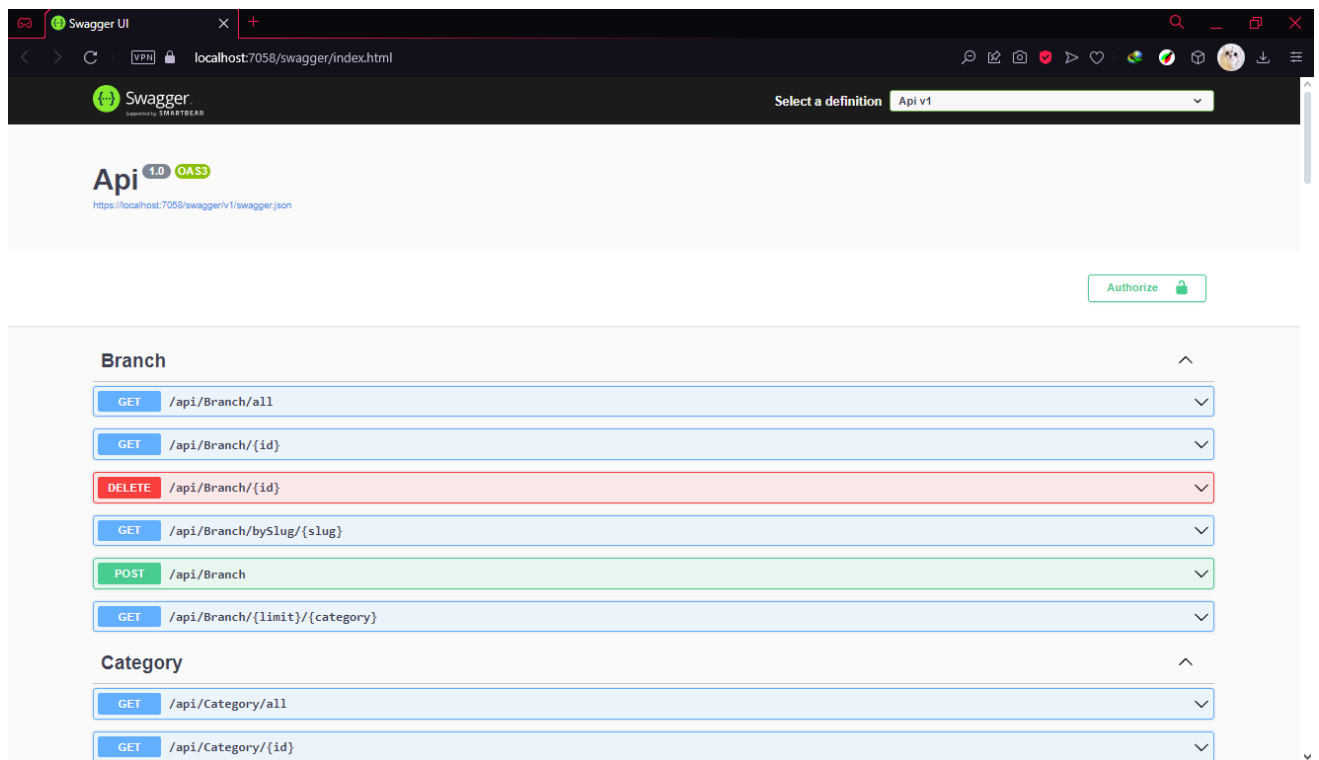 Swagger UI
VPN
localhost:7058/swagger/index.html
Swagger
Supported by SMARTBEAR
Select a definition Api v1
Api 1.0 OAS3
https://localhost:7058/swagger/v1/swagger.json
Authorize
Branch
GET /api/Branch/all
GET /api/Branch/{id}
DELETE /api/Branch/{id}
GET /api/Branch/bySlug/{slug}
POST /api/Branch
GET /api/Branch/{limit}/{category}
Category
GET /api/Category/all
GET /api/Category/{id}